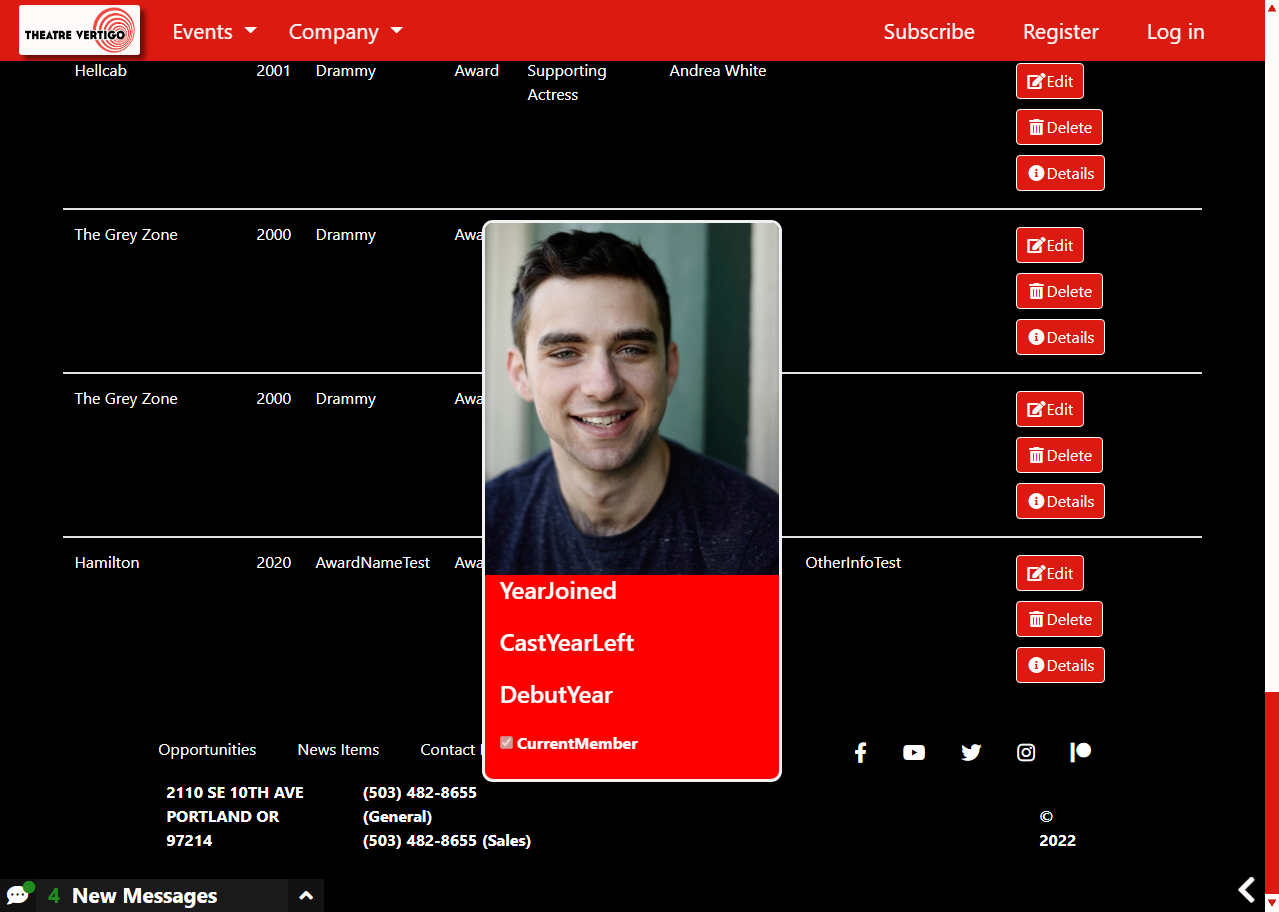 THEATRE VERTIGO Events Company Subscribe Register Log in
Hellcab 2001 Drammy Award Supporting Actress Andrea White Edit
Delete
Details
The Grey Zone 2000 Drammy Awa Edit
Delete
Details
The Grey Zone 2000 Drammy Awa Edit
Delete
Details
Hamilton 2020 AwardNameTest Awa OtherInfoTest Edit
Delete
Details
YearJoined
CastYearLeft
DebutYear
CurrentMember
Opportunities News Items Contact
2110 SE 10TH AVE
PORTLAND OR
97214
(503) 482-8655
(General)
(503) 482-8655 (Sales)
©
2022
4 New Messages